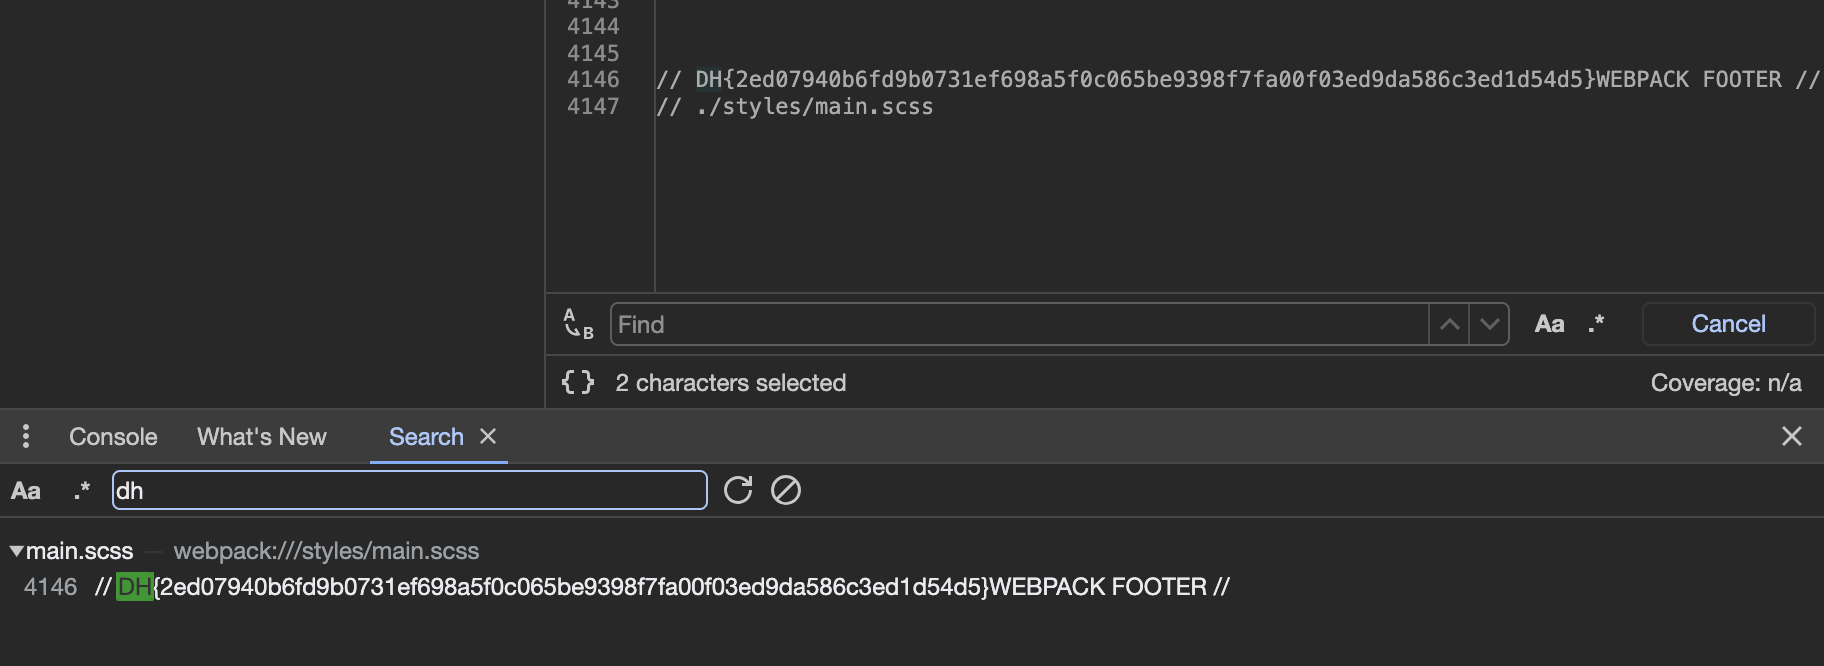 4143
4144
4145
4146 // DH{2ed07940b6fd9b0731ef698a5f0c065be9398f7fa00f03ed9da586c3ed1d54d5}WEBPACK FOOTER //
4147 // ./styles/main.scss
A B Find Aa .* Cancel
{} 2 characters selected Coverage: n/a
Console What's New Search
Aa .* dh
main.scss — webpack:///styles/main.scss
4146 // DH{2ed07940b6fd9b0731ef698a5f0c065be9398f7fa00f03ed9da586c3ed1d54d5}WEBPACK FOOTER //